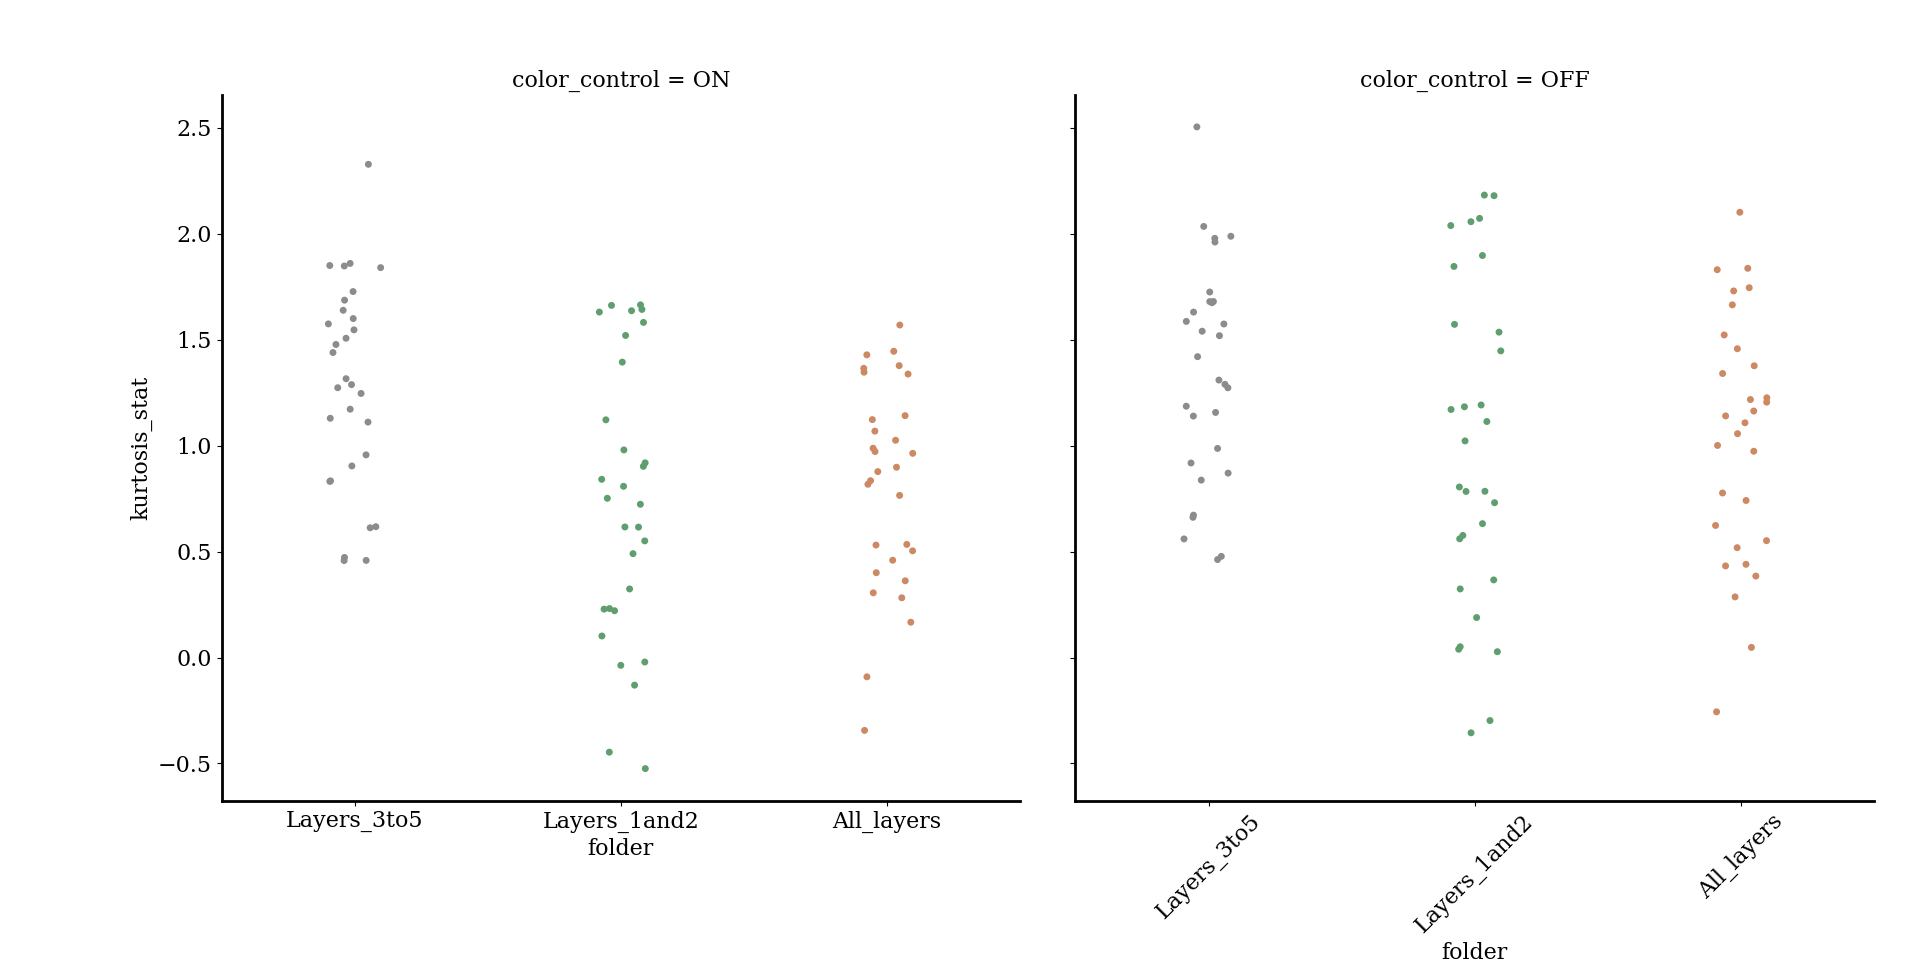 color_control = ON
color_control = OFF
kurtosis_stat
2.5
2.0
1.5
1.0
0.5
0.0
−0.5
Layers_3to5
Layers_1and2
All_layers
folder
Layers_3to5
Layers_1and2
All_layers
folder